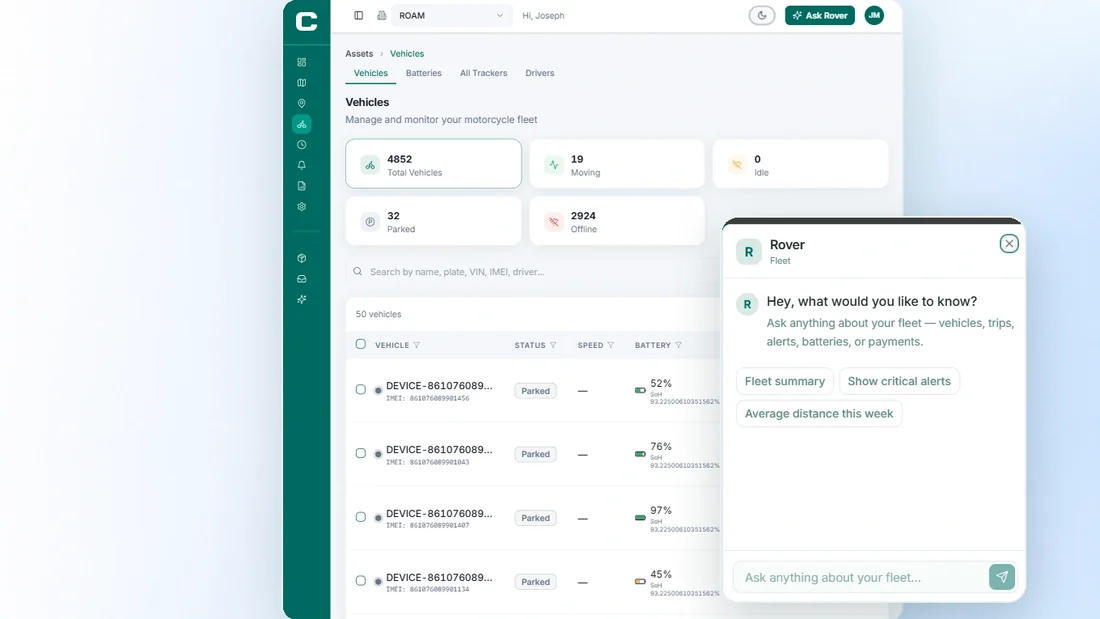 C
ROAM
Hi, Joseph
Ask Rover
JM
Assets › Vehicles
Vehicles
Batteries
All Trackers
Drivers
Vehicles
Manage and monitor your motorcycle fleet
4852
Total Vehicles
19
Moving
0
Idle
P
32
Parked
2924
Offline
Search by name, plate, VIN, IMEI, driver...
50 vehicles
VEHICLE
STATUS
SPEED
BATTERY
DEVICE-861076089...
IMEI: 861076089901456
Parked
—
52%
SoH
93.22500610351562%
DEVICE-861076089...
IMEI: 861076089901043
Parked
—
76%
SoH
93.22500610351562%
DEVICE-861076089...
IMEI: 861076089901407
Parked
—
97%
SoH
93.22500610351562%
DEVICE-861076089...
IMEI: 861076089901134
Parked
—
45%
SoH
93.22500610351562%
R
Rover
Fleet
R
Hey, what would you like to know?
Ask anything about your fleet — vehicles, trips,
alerts, batteries, or payments.
Fleet summary
Show critical alerts
Average distance this week
Ask anything about your fleet...